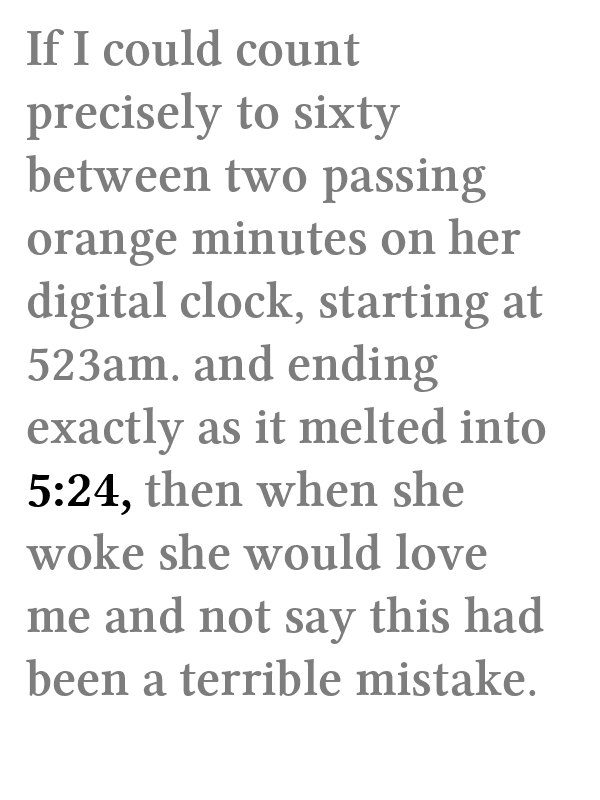 If I could count
precisely to sixty
between two passing
orange minutes on her
digital clock, starting at
523am. and ending
exactly as it melted into
5:24, then when she
woke she would love
me and not say this had
been a terrible mistake.